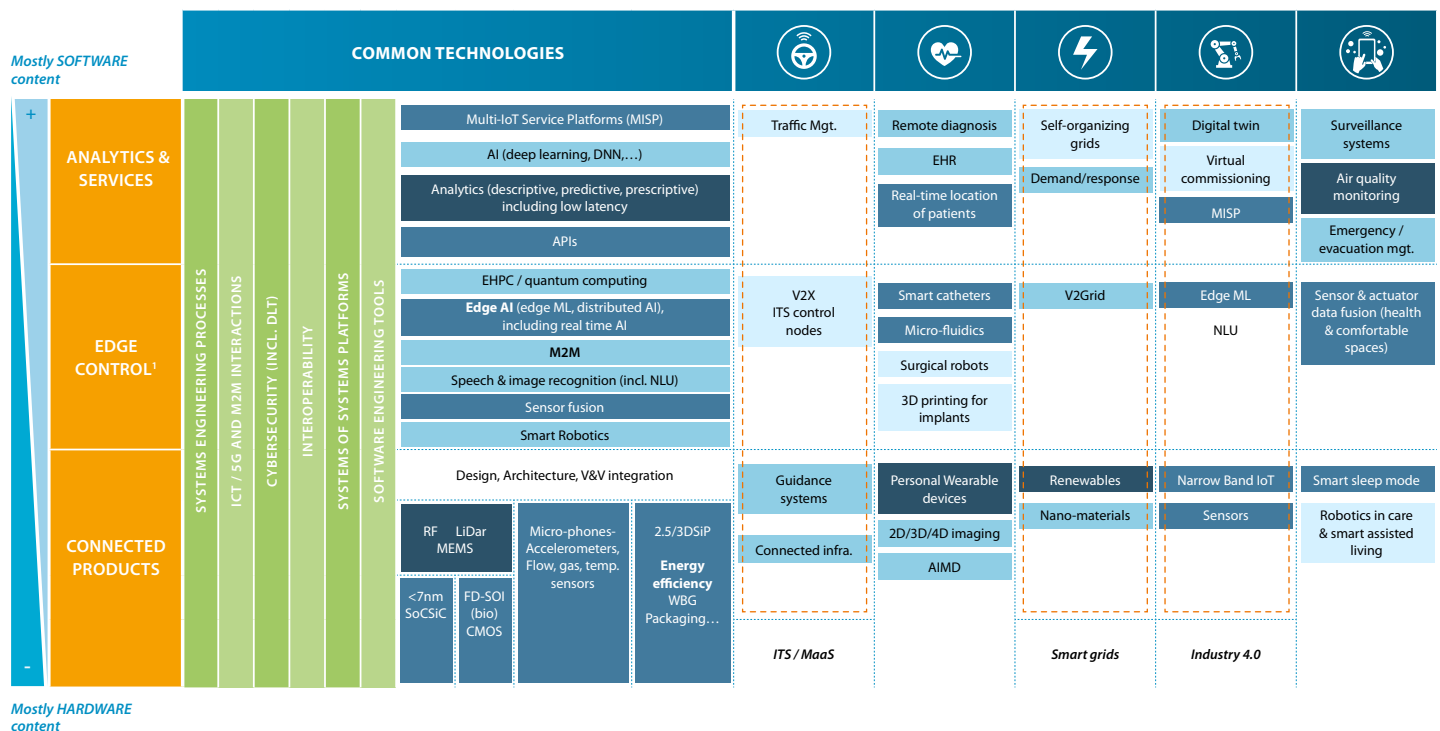 Mostly SOFTWARE
content
COMMON TECHNOLOGIES
+
ANALYTICS &
SERVICES
EDGE
CONTROL¹
CONNECTED
PRODUCTS
-
Mostly HARDWARE
content
SYSTEMS ENGINEERING PROCESSES
ICT / 5G AND M2M INTERACTIONS
CYBERSECURITY (INCL. DLT)
INTEROPERABILITY
SYSTEMS OF SYSTEMS PLATFORMS
SOFTWARE ENGINEERING TOOLS
Multi-IoT Service Platforms (MISP)
AI (deep learning, DNN,…)
Analytics (descriptive, predictive, prescriptive)
including low latency
APIs
EHPC / quantum computing
Edge AI (edge ML, distributed AI),
including real time AI
M2M
Speech & image recognition (incl. NLU)
Sensor fusion
Smart Robotics
Design, Architecture, V&V integration
RF LiDar
MEMS
<7nm
SoCSiC
FD-SOI
(bio)
CMOS
Micro-phones-
Accelerometers,
Flow, gas, temp.
sensors
2.5/3DSiP
Energy
efficiency
WBG
Packaging…
Traffic Mgt.
V2X
ITS control
nodes
Guidance
systems
Connected infra.
ITS / MaaS
Remote diagnosis
EHR
Real-time location
of patients
Smart catheters
Micro-fluidics
Surgical robots
3D printing for
implants
Personal Wearable
devices
2D/3D/4D imaging
AIMD
Self-organizing
grids
Demand/response
V2Grid
Renewables
Nano-materials
Smart grids
Digital twin
Virtual
commissioning
MISP
Edge ML
NLU
Narrow Band IoT
Sensors
Industry 4.0
Surveillance
systems
Air quality
monitoring
Emergency /
evacuation mgt.
Sensor & actuator
data fusion (health
& comfortable
spaces)
Smart sleep mode
Robotics in care
& smart assisted
living